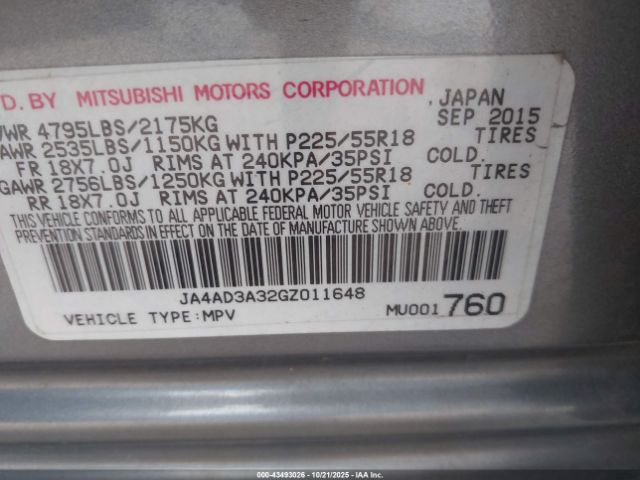 D. BY MITSUBISHI MOTORS CORPORATION JAPAN
VWR 4795LBS/2175KG SEP 2015
AWR 2535LBS/1150KG WITH P225/55R18 TIRES
FR 18X7.0J RIMS AT 240KPA/35PSI COLD.
GAWR 2756LBS/1250KG WITH P225/55R18 TIRES
RR 18X7.0J RIMS AT 240KPA/35PSI COLD.
THIS VEHICLE CONFORMS TO ALL APPLICABLE FEDERAL MOTOR VEHICLE SAFETY AND THEFT
PREVENTION STANDARDS IN EFFECT ON THE DATE OF MANUFACTURE SHOWN ABOVE.
JA4AD3A32GZ011648
VEHICLE TYPE:MPV MU001 760
000-43493026 - 10/21/2025 - IAA Inc.